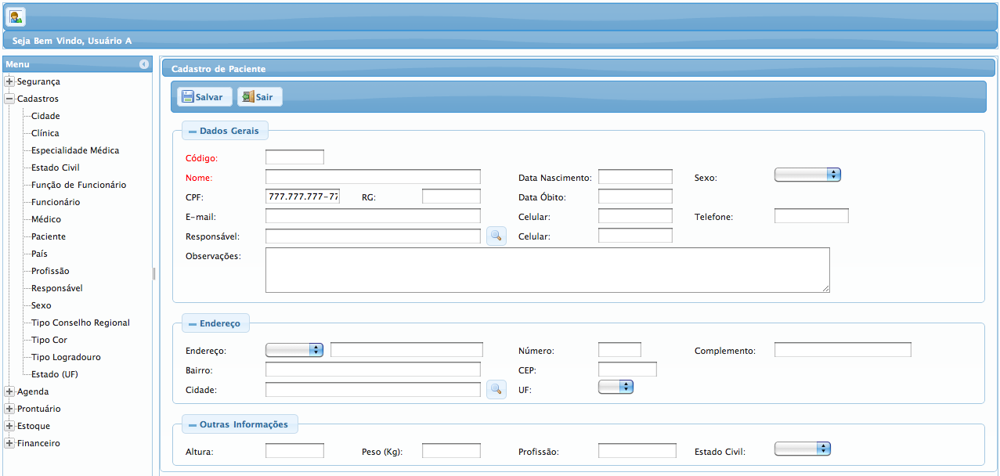 Seja Bem Vindo, Usuário A
Menu
Segurança
Cadastros
Cidade
Clínica
Especialidade Médica
Estado Civil
Função de Funcionário
Funcionário
Médico
Paciente
País
Profissão
Responsável
Sexo
Tipo Conselho Regional
Tipo Cor
Tipo Logradouro
Estado (UF)
Agenda
Prontuário
Estoque
Financeiro
Cadastro de Paciente
Salvar Sair
Dados Gerais
Código:
Nome: Data Nascimento: Sexo:
CPF: 777.777.777-77 RG: Data Óbito:
E-mail: Celular: Telefone:
Responsável: Celular:
Observações:
Endereço
Endereço: Número: Complemento:
Bairro: CEP:
Cidade: UF:
Outras Informações
Altura: Peso (Kg): Profissão: Estado Civil: